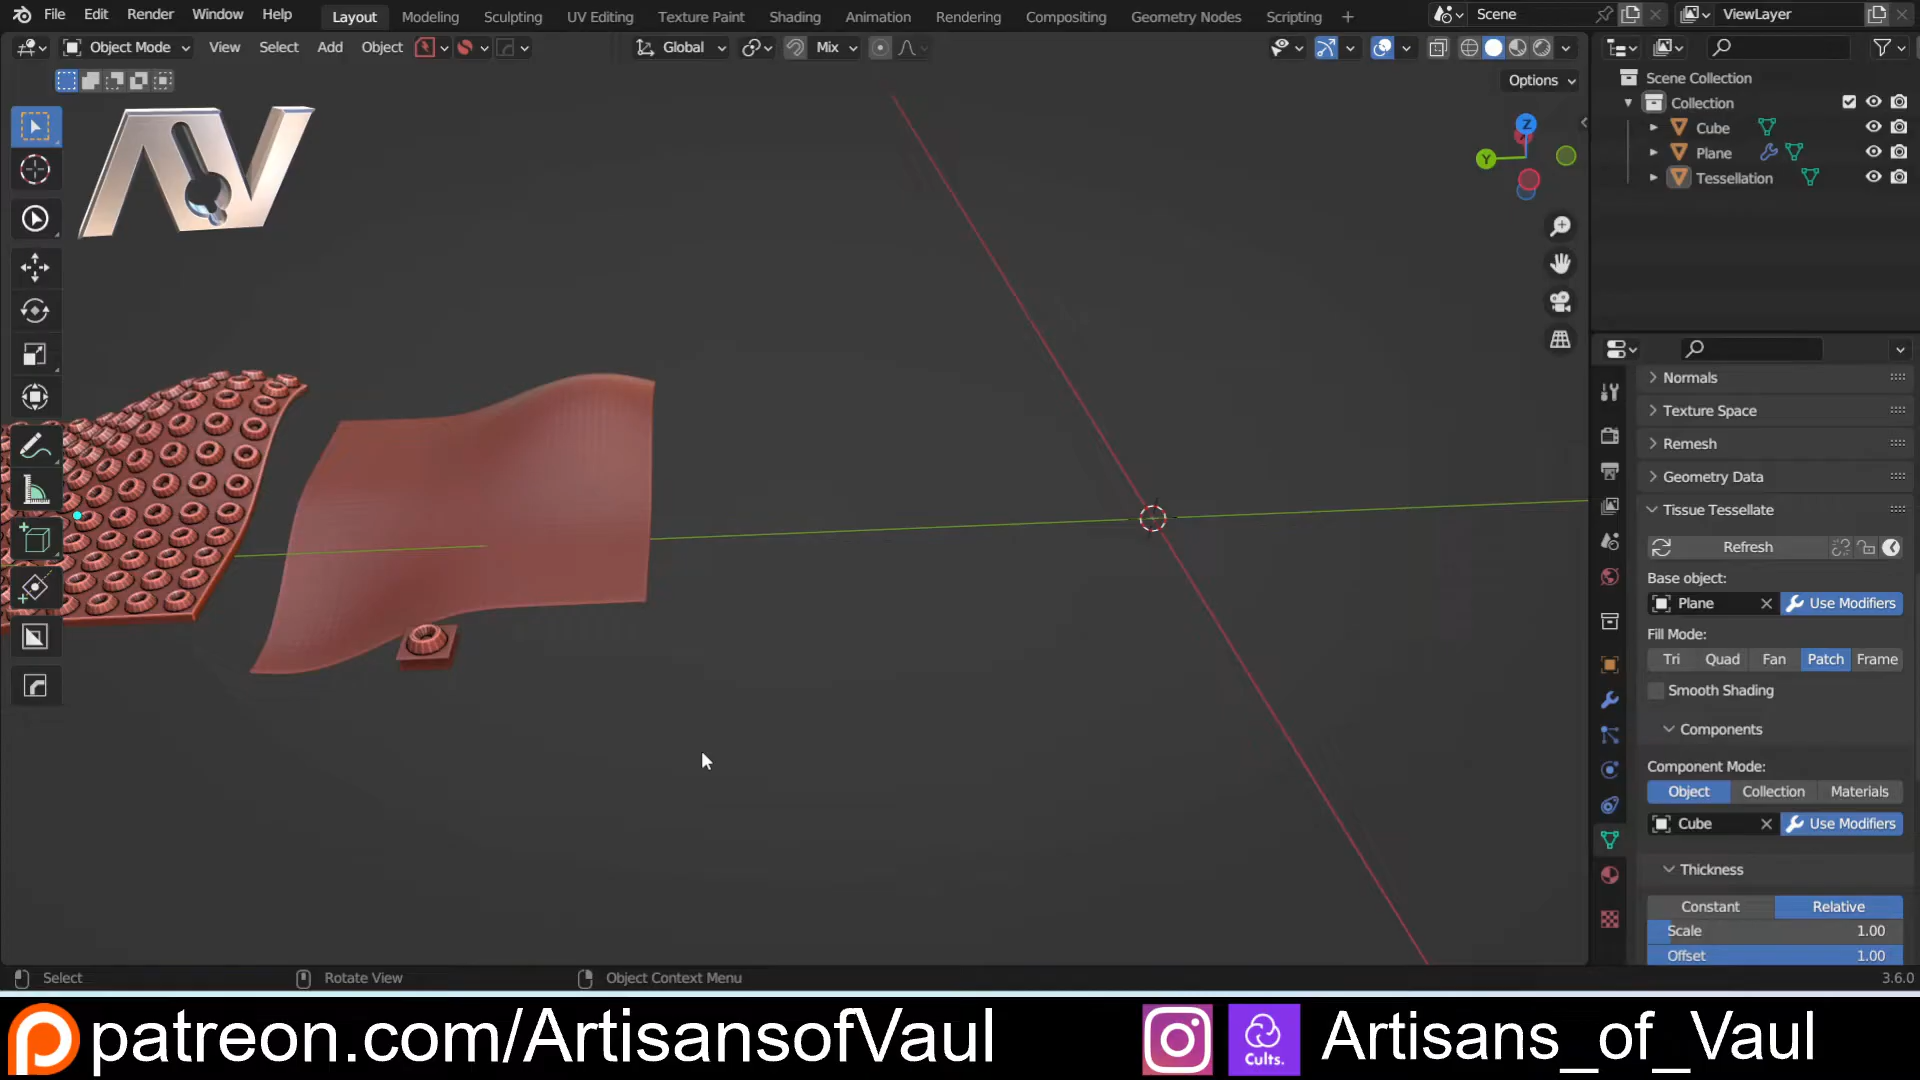 File Edit Render Window Help Layout Modeling Sculpting UV Editing Texture Paint Shading Animation Rendering Compositing Geometry Nodes Scripting + Scene ViewLayer
Object Mode View Select Add Object Global Mix
Options
Scene Collection
Collection
Cube
Plane
Tessellation
Z
Y
Normals
Texture Space
Remesh
Geometry Data
Tissue Tessellate
Refresh
Base object:
Plane Use Modifiers
Fill Mode:
Tri Quad Fan Patch Frame
Smooth Shading
Components
Component Mode:
Object Collection Materials
Cube Use Modifiers
Thickness
Constant Relative
Scale 1.00
Offset 1.00
Select Rotate View Object Context Menu 3.6.0
patreon.com/ArtisansofVaul Cults. Artisans_of_Vaul